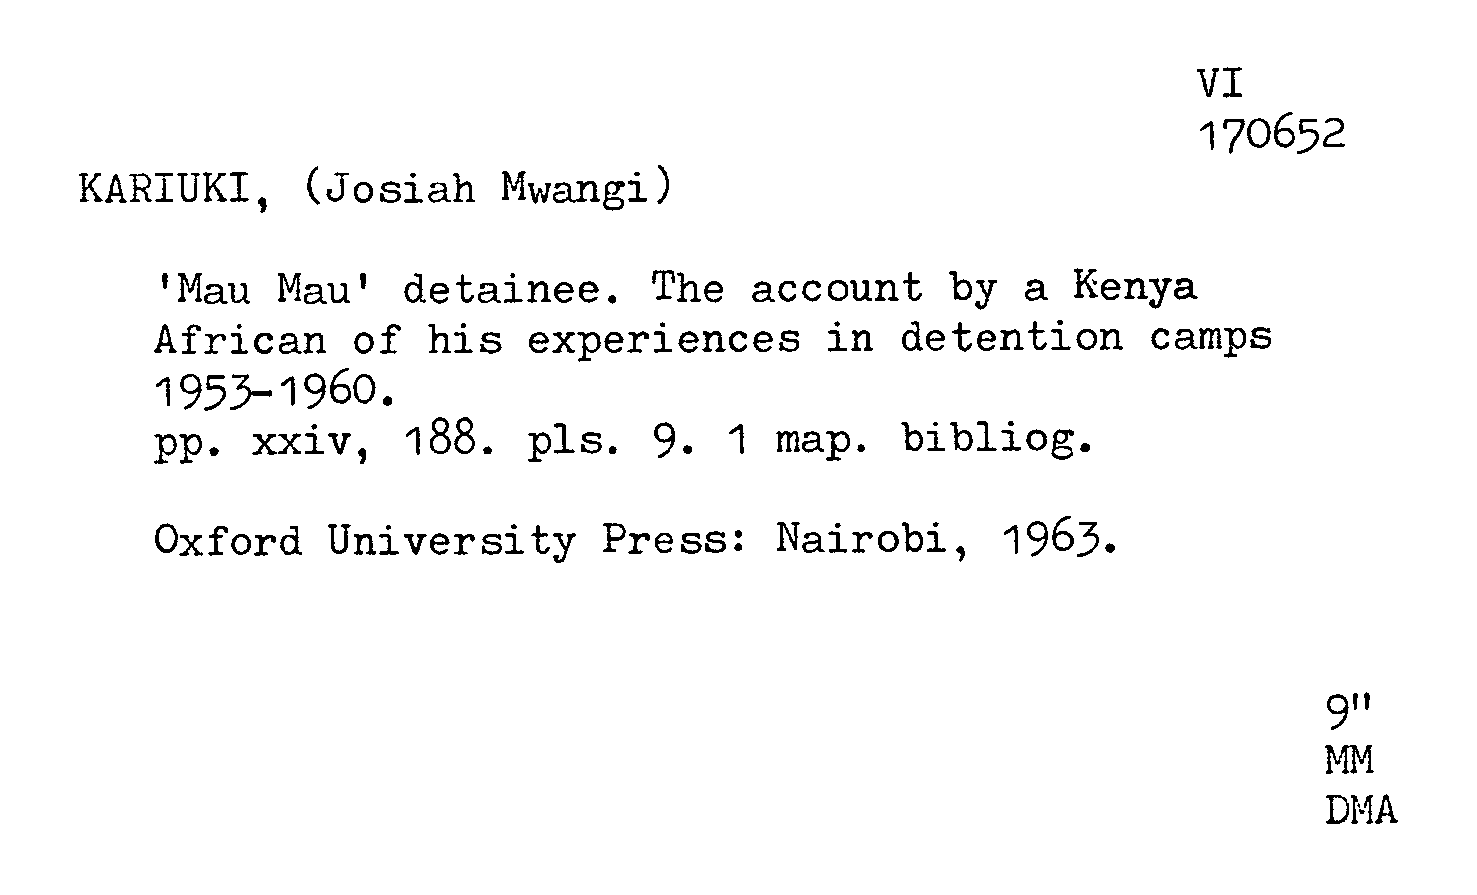 VI
170652
KARIUKI, (Josiah Mwangi)
'Mau Mau' detainee. The account by a Kenya
African of his experiences in detention camps
1953-1960.
pp. xxiv, 188. pls. 9. 1 map. bibliog.
Oxford University Press: Nairobi, 1963.
9"
MM
DMA